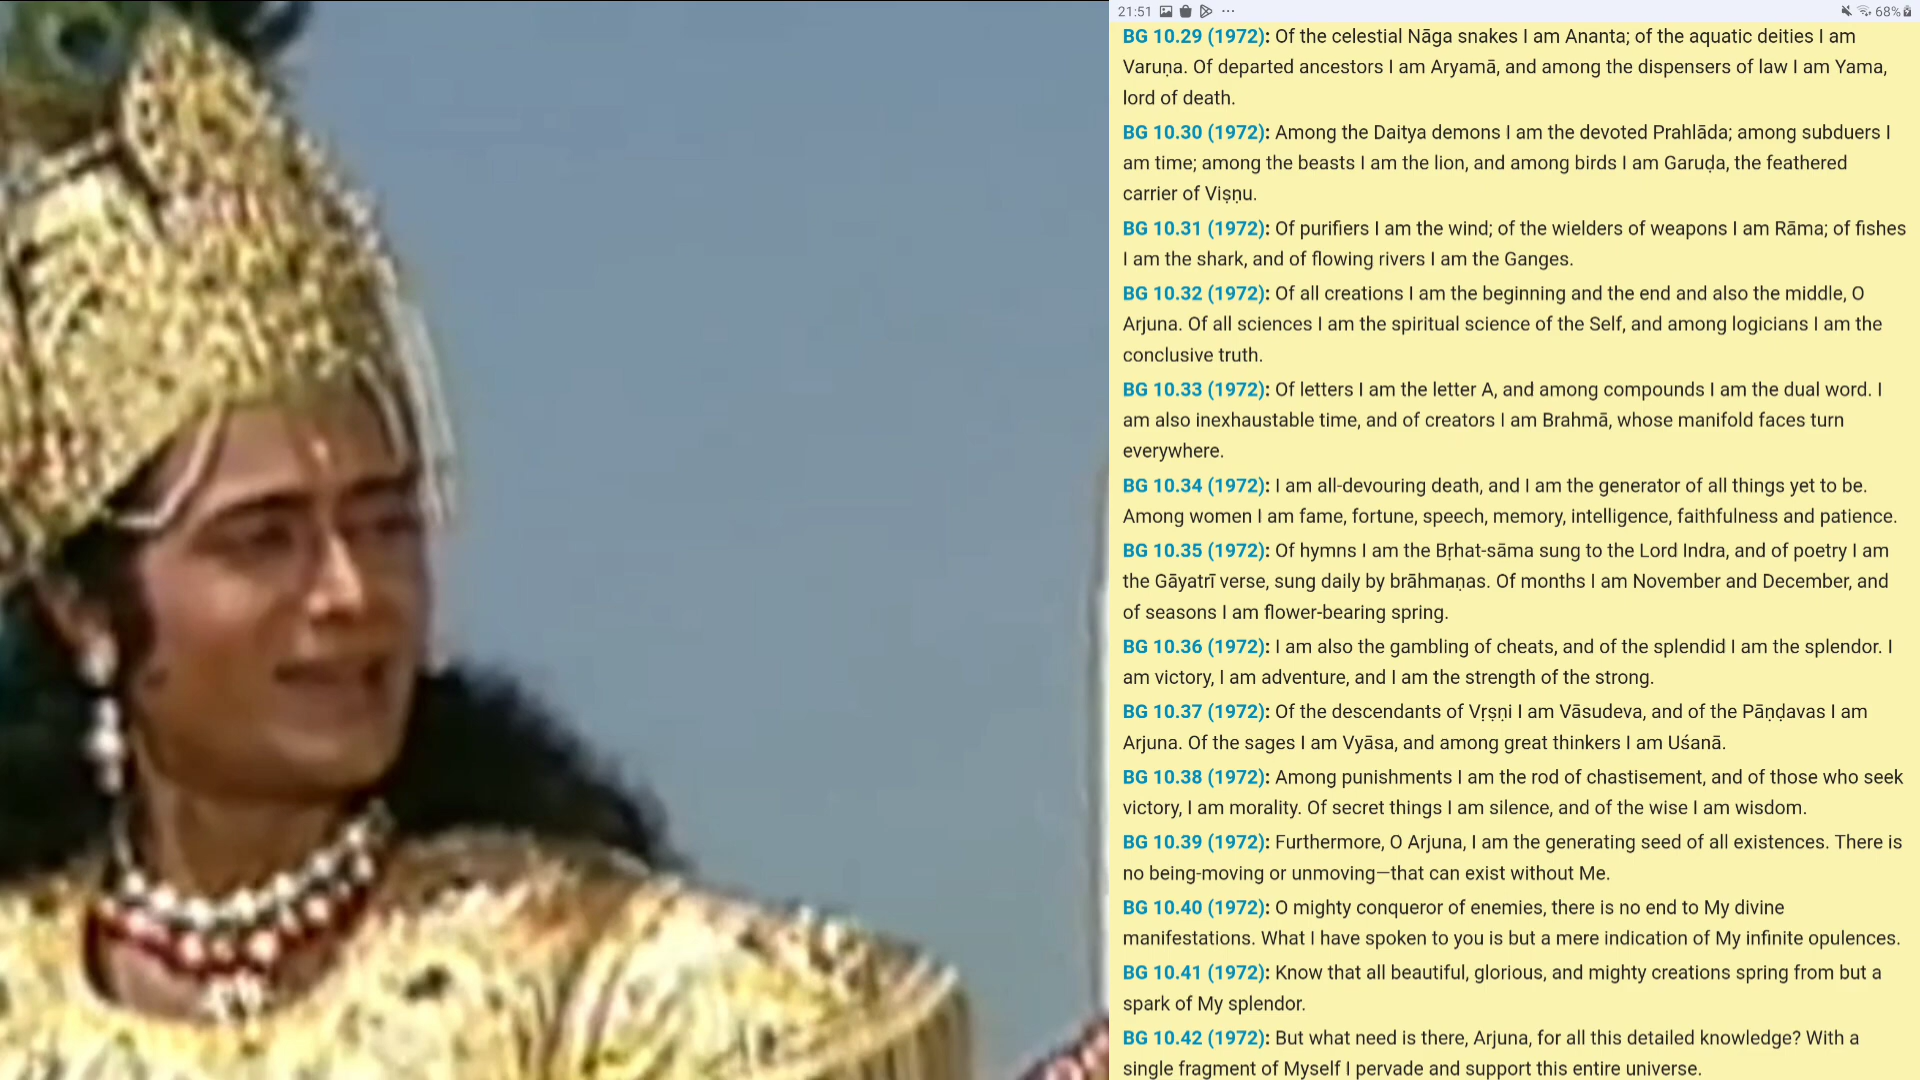 21:51
68%
BG 10.29 (1972): Of the celestial Nāga snakes I am Ananta; of the aquatic deities I am
Varuṇa. Of departed ancestors I am Aryamā, and among the dispensers of law I am Yama,
lord of death.
BG 10.30 (1972): Among the Daitya demons I am the devoted Prahlāda; among subduers I
am time; among the beasts I am the lion, and among birds I am Garuḍa, the feathered
carrier of Viṣṇu.
BG 10.31 (1972): Of purifiers I am the wind; of the wielders of weapons I am Rāma; of fishes
I am the shark, and of flowing rivers I am the Ganges.
BG 10.32 (1972): Of all creations I am the beginning and the end and also the middle, O
Arjuna. Of all sciences I am the spiritual science of the Self, and among logicians I am the
conclusive truth.
BG 10.33 (1972): Of letters I am the letter A, and among compounds I am the dual word. I
am also inexhaustable time, and of creators I am Brahmā, whose manifold faces turn
everywhere.
BG 10.34 (1972): I am all-devouring death, and I am the generator of all things yet to be.
Among women I am fame, fortune, speech, memory, intelligence, faithfulness and patience.
BG 10.35 (1972): Of hymns I am the Bṛhat-sāma sung to the Lord Indra, and of poetry I am
the Gāyatrī verse, sung daily by brāhmaṇas. Of months I am November and December, and
of seasons I am flower-bearing spring.
BG 10.36 (1972): I am also the gambling of cheats, and of the splendid I am the splendor. I
am victory, I am adventure, and I am the strength of the strong.
BG 10.37 (1972): Of the descendants of Vṛṣṇi I am Vāsudeva, and of the Pāṇḍavas I am
Arjuna. Of the sages I am Vyāsa, and among great thinkers I am Uśanā.
BG 10.38 (1972): Among punishments I am the rod of chastisement, and of those who seek
victory, I am morality. Of secret things I am silence, and of the wise I am wisdom.
BG 10.39 (1972): Furthermore, O Arjuna, I am the generating seed of all existences. There is
no being-moving or unmoving—that can exist without Me.
BG 10.40 (1972): O mighty conqueror of enemies, there is no end to My divine
manifestations. What I have spoken to you is but a mere indication of My infinite opulences.
BG 10.41 (1972): Know that all beautiful, glorious, and mighty creations spring from but a
spark of My splendor.
BG 10.42 (1972): But what need is there, Arjuna, for all this detailed knowledge? With a
single fragment of Myself I pervade and support this entire universe.